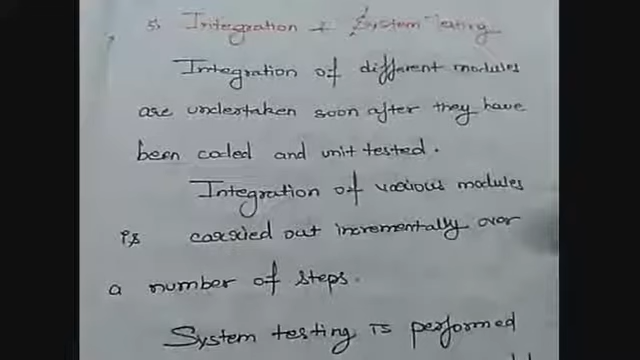 5. Integration + System Testing
Integration of different modules
are undertaken soon after they have
been coded and unit tested.
Integration of various modules
is carried out incrementally over
a number of steps.
System testing is performed